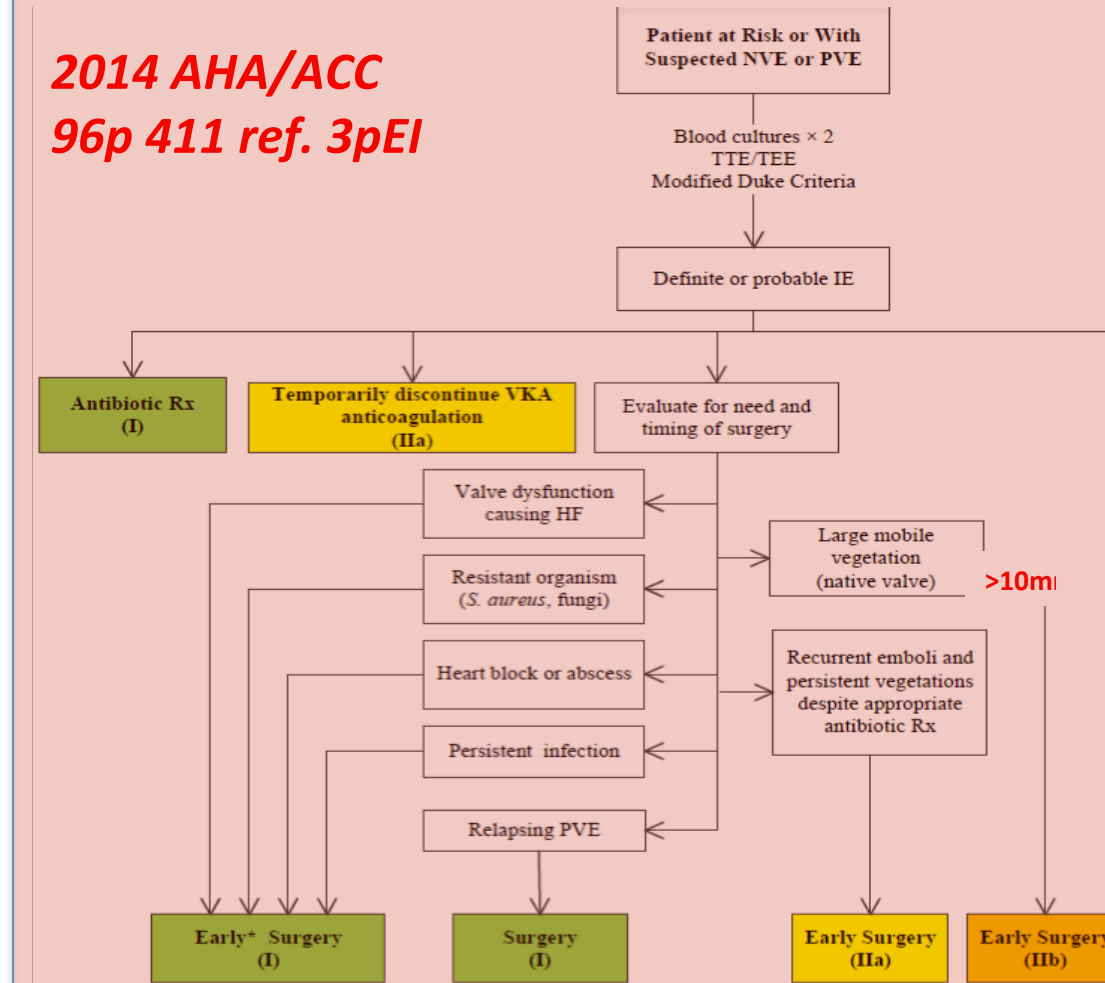 2014 AHA/ACC
96p 411 ref. 3pEI
Patient at Risk or With
Suspected NVE or PVE
Blood cultures × 2
TTE/TEE
Modified Duke Criteria
Definite or probable IE
Antibiotic Rx
(I)
Temporarily discontinue VKA
anticoagulation
(IIa)
Evaluate for need and
timing of surgery
Valve dysfunction
causing HF
Large mobile
vegetation
(native valve)
>10m
Resistant organism
(S. aureus, fungi)
Heart block or abscess
Recurrent emboli and
persistent vegetations
despite appropriate
antibiotic Rx
Persistent infection
Relapsing PVE
Early* Surgery
(I)
Surgery
(I)
Early Surgery
(IIa)
Early Surgery
(IIb)